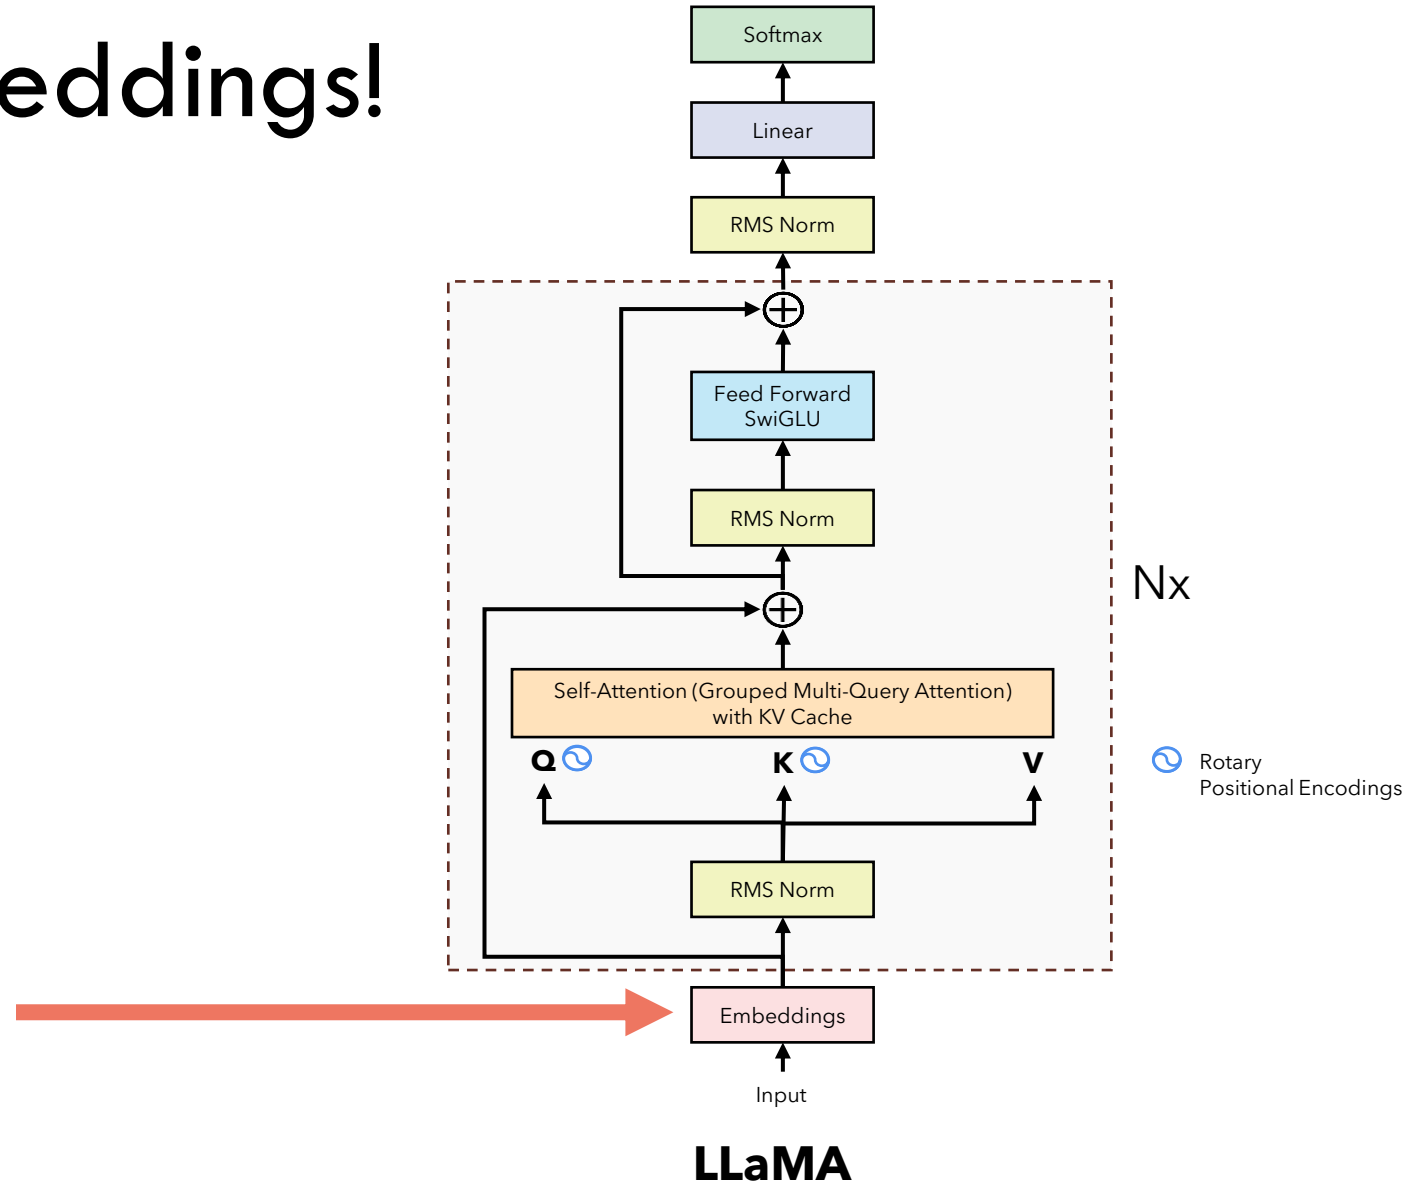 eddings!
Softmax
Linear
RMS Norm
Feed Forward
SwiGLU
RMS Norm
Nx
Self-Attention (Grouped Multi-Query Attention)
with KV Cache
Q
K
V
Rotary
Positional Encodings
RMS Norm
Embeddings
Input
LLaMA